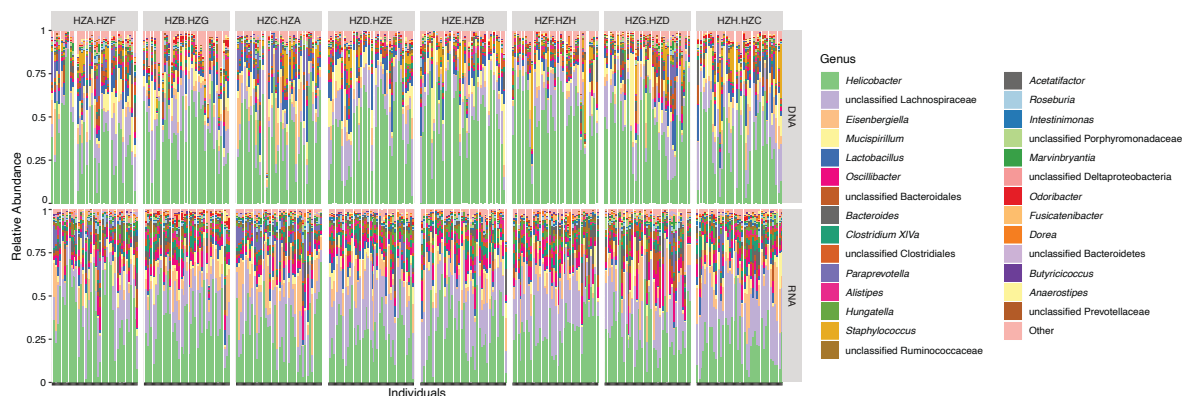 HZA.HZF HZB.HZG HZC.HZA HZD.HZE HZE.HZB HZF.HZH HZG.HZD HZH.HZC
1
0.75
0.5
0.25
0
DNA
1
0.75
0.5
0.25
0
RNA
Relative Abundance
Individuals
Genus
Helicobacter
unclassified Lachnospiraceae
Eisenbergiella
Mucispirillum
Lactobacillus
Oscillibacter
unclassified Bacteroidales
Bacteroides
Clostridium XIVa
unclassified Clostridiales
Paraprevotella
Alistipes
Hungatella
Staphylococcus
unclassified Ruminococcaceae
Acetatifactor
Roseburia
Intestinimonas
unclassified Porphyromonadaceae
Marvinbryantia
unclassified Deltaproteobacteria
Odoribacter
Fusicatenibacter
Dorea
unclassified Bacteroidetes
Butyricicoccus
Anaerostipes
unclassified Prevotellaceae
Other